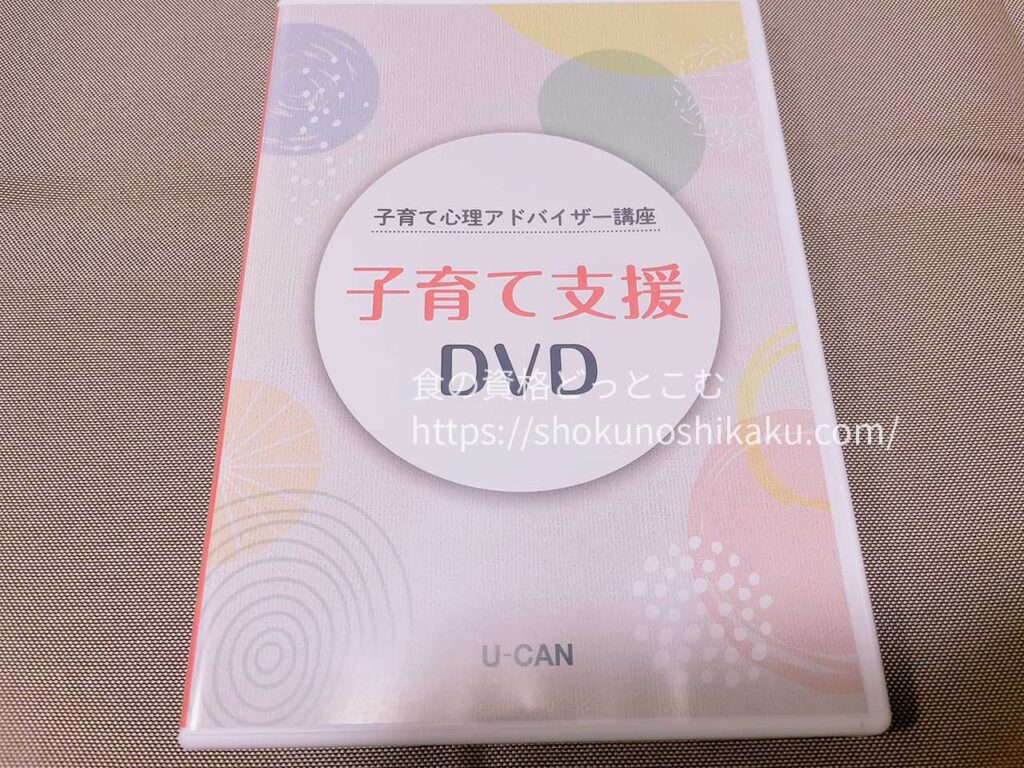 子育て心理アドバイザー講座
子育て支援
DVD
食の資格どっとこむ
https://shokunoshikaku.com/
U-CAN